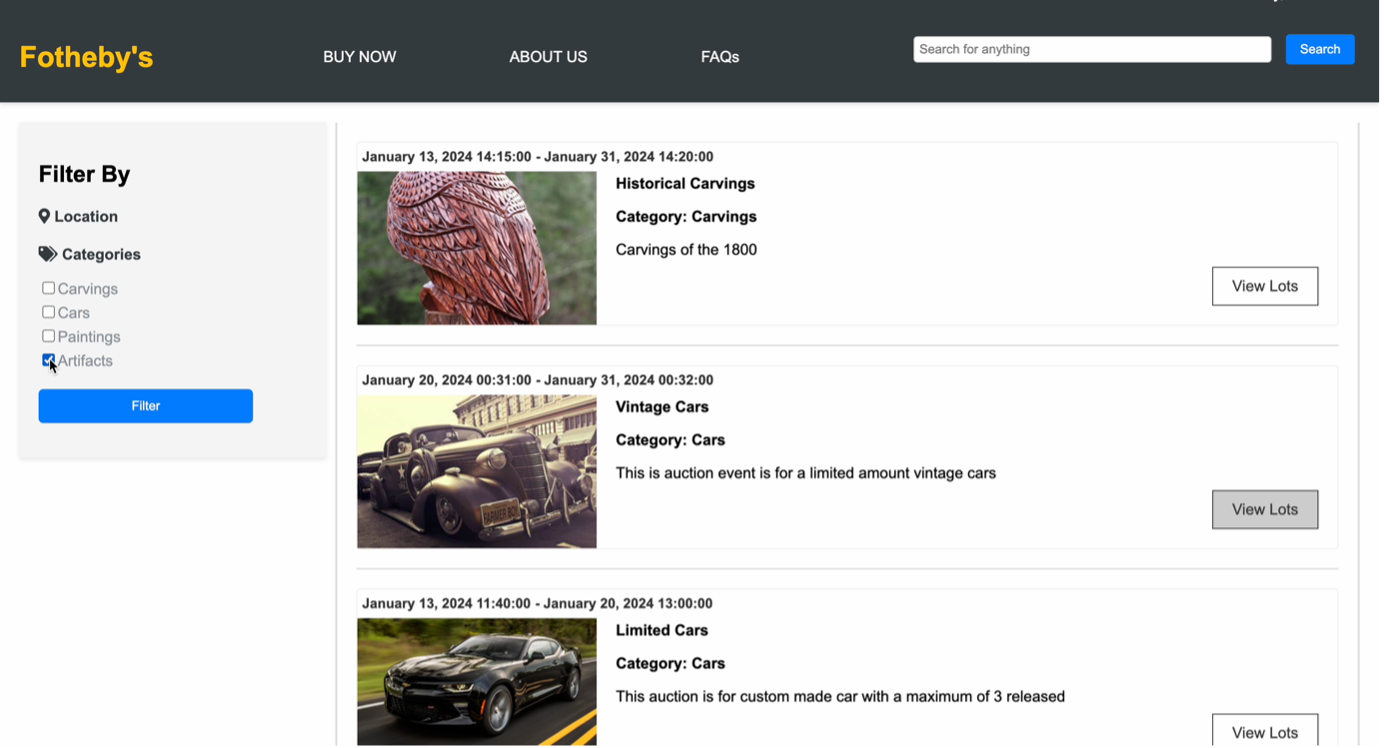 Fotheby's
BUY NOW
ABOUT US
FAQs
Search for anything
Search
Filter By
Location
Categories
Carvings
Cars
Paintings
Artifacts
Filter
January 13, 2024 14:15:00 - January 31, 2024 14:20:00
Historical Carvings
Category: Carvings
Carvings of the 1800
View Lots
January 20, 2024 00:31:00 - January 31, 2024 00:32:00
FARMER BOY
Vintage Cars
Category: Cars
This is auction event is for a limited amount vintage cars
View Lots
January 13, 2024 11:40:00 - January 20, 2024 13:00:00
Limited Cars
Category: Cars
This auction is for custom made car with a maximum of 3 released
View Lots